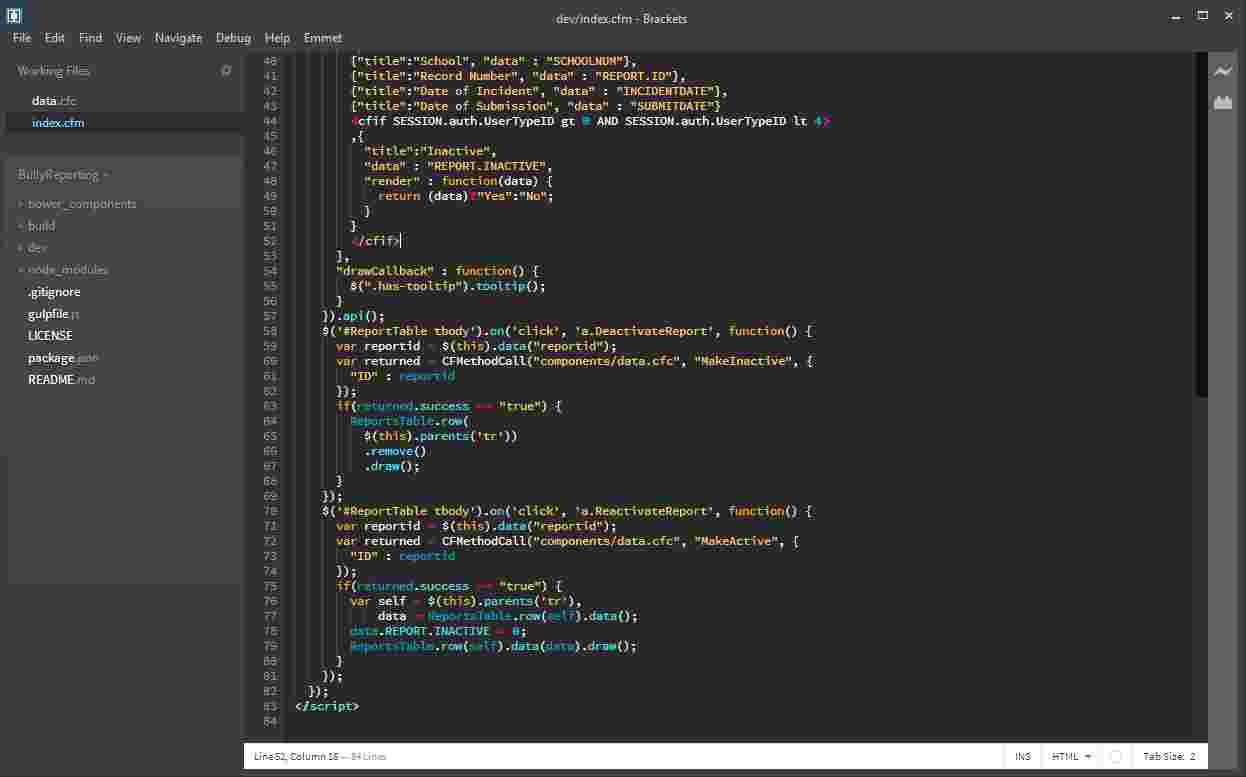 dev/index.cfm - Brackets
File Edit Find View Navigate Debug Help Emmet
Working Files
data.cfc
index.cfm
BullyReporting
bower_components
build
dev
node_modules
.gitignore
gulpfile.js
LICENSE
package.json
README.md
40 {"title":"School", "data" : "SCHOOLNUM"},
41 {"title":"Record Number", "data" : "REPORT.ID"},
42 {"title":"Date of Incident", "data" : "INCIDENTDATE"},
43 {"title":"Date of Submission", "data" : "SUBMITDATE"}
44 <cfif SESSION.auth.UserTypeID gt 0 AND SESSION.auth.UserTypeID lt 4>
45 ,{
46 "title":"Inactive",
47 "data" : "REPORT.INACTIVE",
48 "render" : function(data) {
49 return (data)?"Yes":"No";
50 }
51 }
52 </cfif>
53 ],
54 "drawCallback" : function() {
55 $(".has-tooltip").tooltip();
56 }
57 }).api();
58 $('#ReportTable tbody').on('click', 'a.DeactivateReport', function() {
59 var reportid = $(this).data("reportid");
60 var returned = CFMethodCall("components/data.cfc", "MakeInactive", {
61 "ID" : reportid
62 });
63 if(returned.success == "true") {
64 ReportsTable.row(
65 $(this).parents('tr'))
66 .remove()
67 .draw();
68 }
69 });
70 $('#ReportTable tbody').on('click', 'a.ReactivateReport', function() {
71 var reportid = $(this).data("reportid");
72 var returned = CFMethodCall("components/data.cfc", "MakeActive", {
73 "ID" : reportid
74 });
75 if(returned.success == "true") {
76 var self = $(this).parents('tr'),
77 data = ReportsTable.row(self).data();
78 data.REPORT.INACTIVE = 0;
79 ReportsTable.row(self).data(data).draw();
80 }
81 });
82 });
83 </script>
84
Line 52, Column 18 — 84 Lines
INS HTML Tab Size: 2